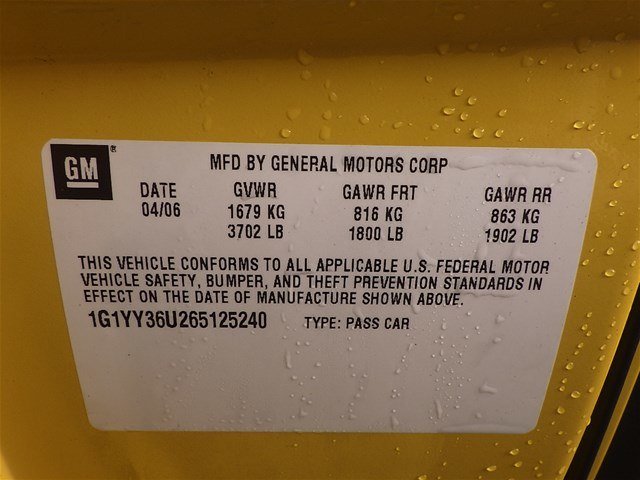 GM®
MFD BY GENERAL MOTORS CORP
DATE GVWR GAWR FRT GAWR RR
04/06 1679 KG 816 KG 863 KG
3702 LB 1800 LB 1902 LB
THIS VEHICLE CONFORMS TO ALL APPLICABLE U.S. FEDERAL MOTOR
VEHICLE SAFETY, BUMPER, AND THEFT PREVENTION STANDARDS IN
EFFECT ON THE DATE OF MANUFACTURE SHOWN ABOVE.
1G1YY36U265125240 TYPE: PASS CAR